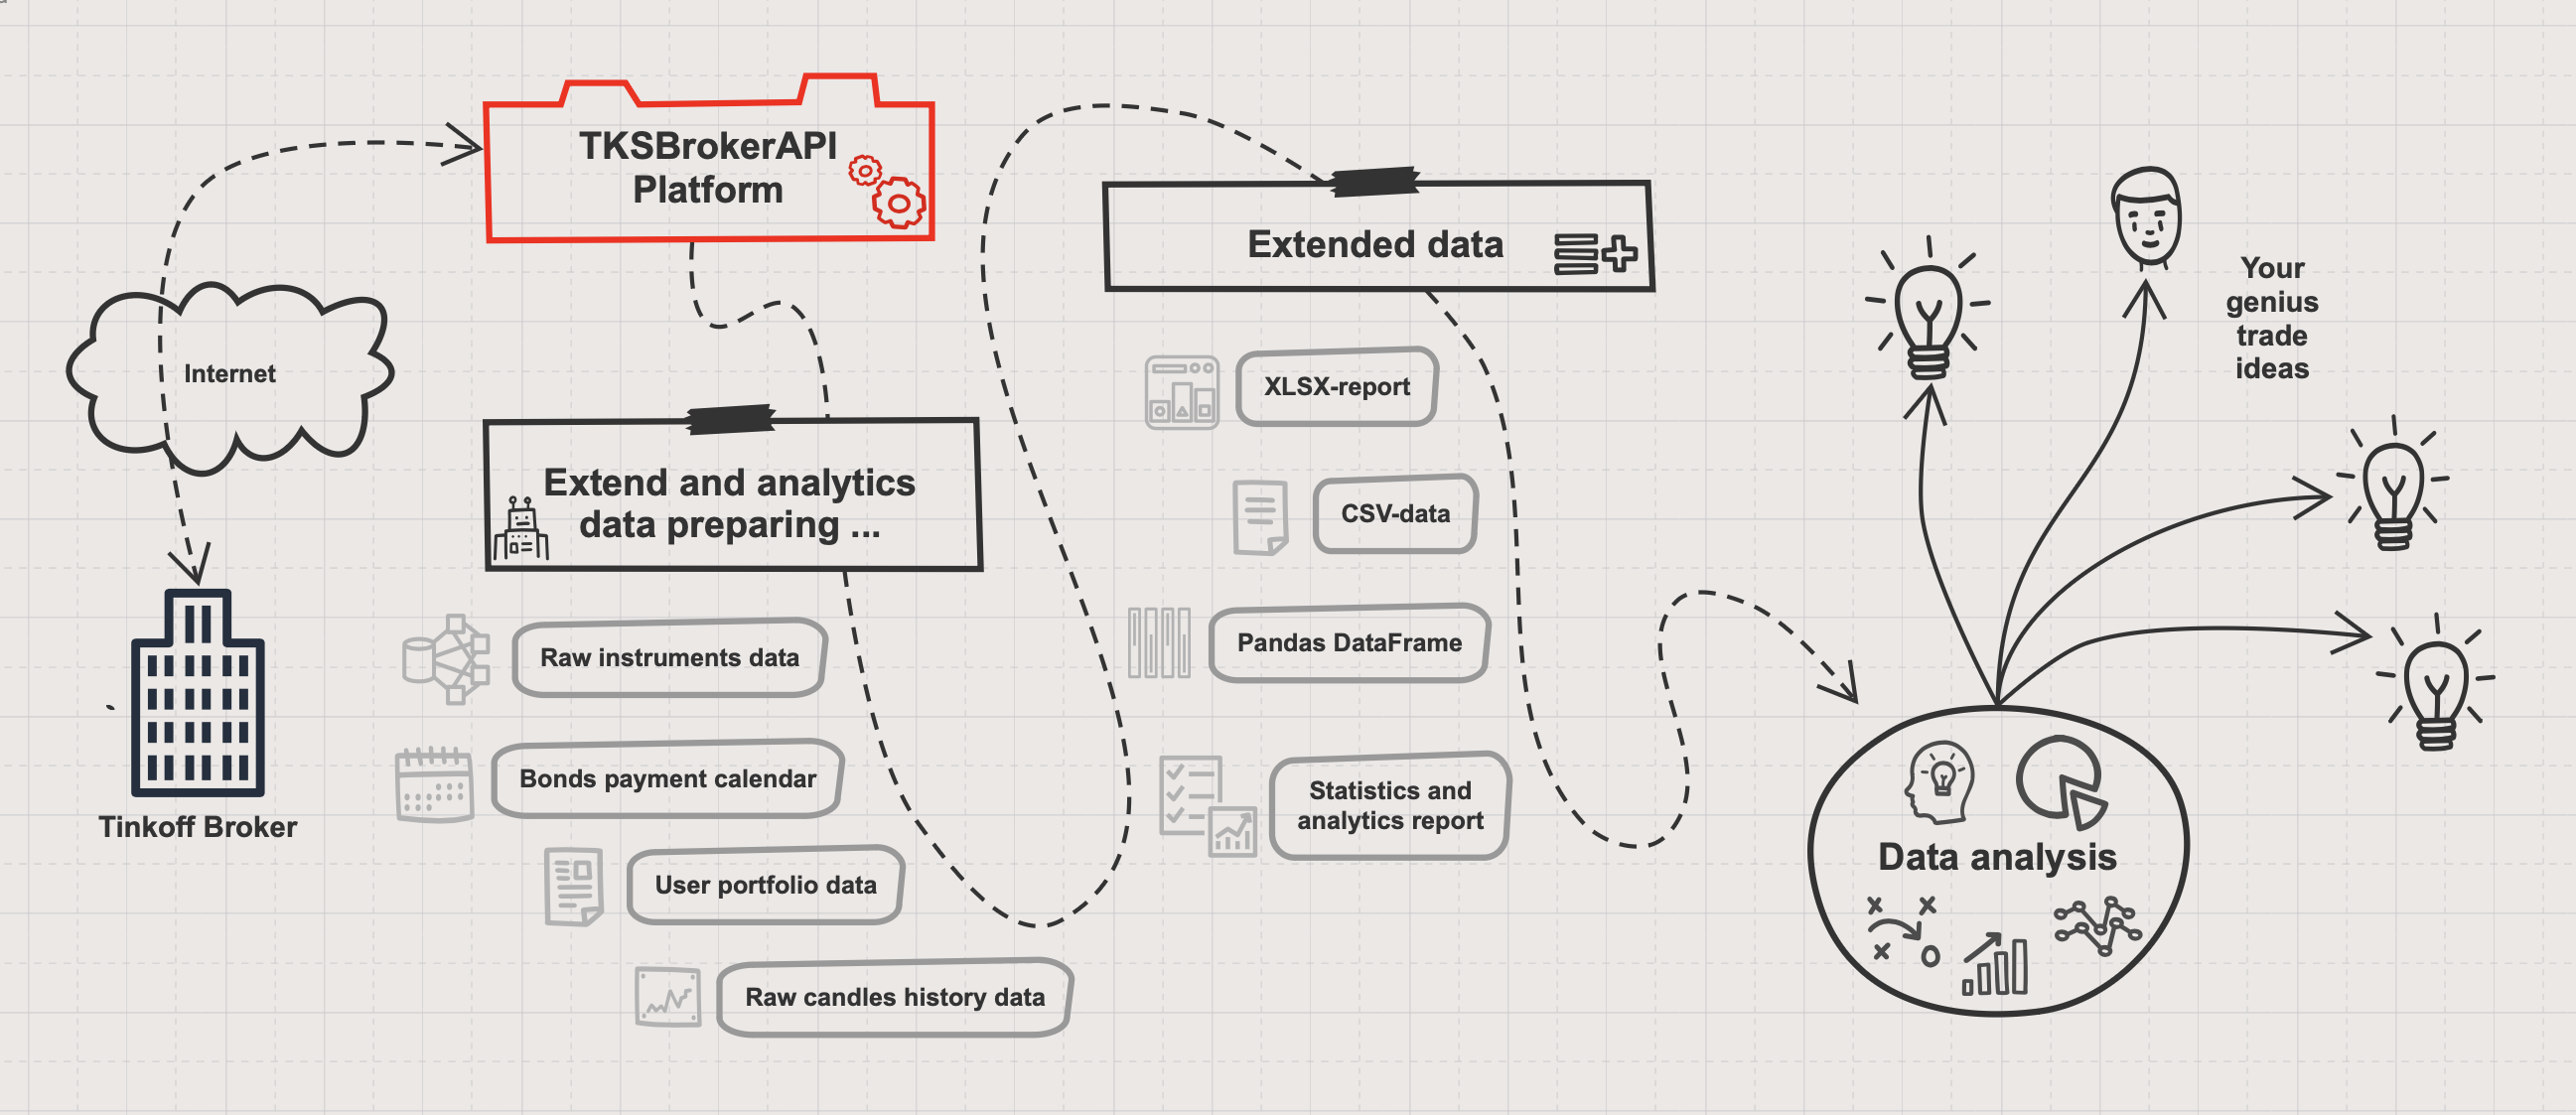 TKSBrokerAPI
Platform
Internet
Tinkoff Broker
Extend and analytics
data preparing ...
Raw instruments data
Bonds payment calendar
User portfolio data
Raw candles history data
Extended data
XLSX-report
CSV-data
Pandas DataFrame
Statistics and
analytics report
Your
genius
trade
ideas
Data analysis